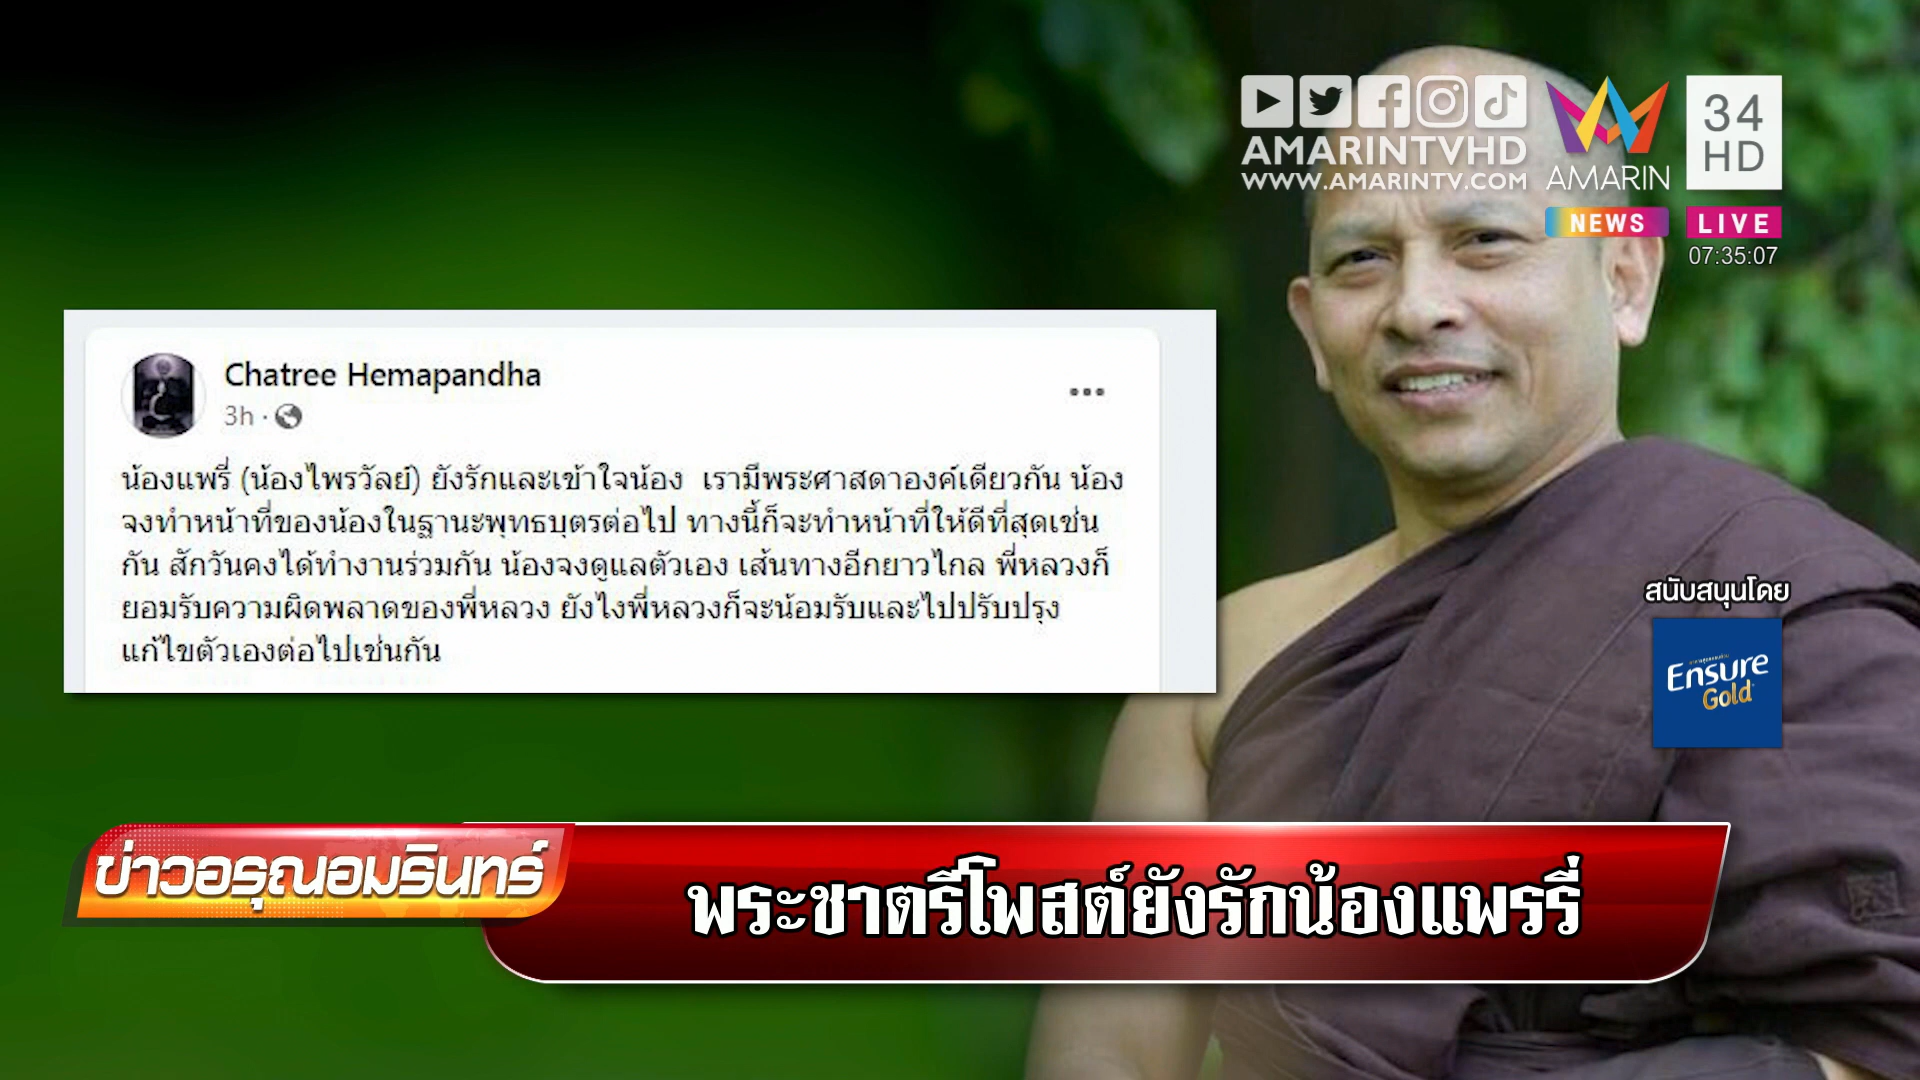 AMARINTVHD
WWW.AMARINTV.COM
AMARIN
34
HD
NEWS
LIVE
07:35:07
Chatree Hemapandha
3h ·
น้องแพรี่ (น้องไพรวัลย์) ยังรักและเข้าใจน้อง เรามีพระศาสดาองค์เดียวกัน น้อง
จงทำหน้าที่ของน้องในฐานะพุทธบุตรต่อไป ทางนี้ก็จะทำหน้าที่ให้ดีที่สุดเช่น
กัน สักวันคงได้ทำงานร่วมกัน น้องจงดูแลตัวเอง เส้นทางอีกยาวไกล พี่หลวงก็
ยอมรับความผิดพลาดของพี่หลวง ยังไงพี่หลวงก็จะน้อมรับและไปปรับปรุง
แก้ไขตัวเองต่อไปเช่นกัน
สนับสนุนโดย
Ensure
Gold
ข่าวอรุณอมรินทร์
พระชาตรีโพสต์ยังรักน้องแพรรี่